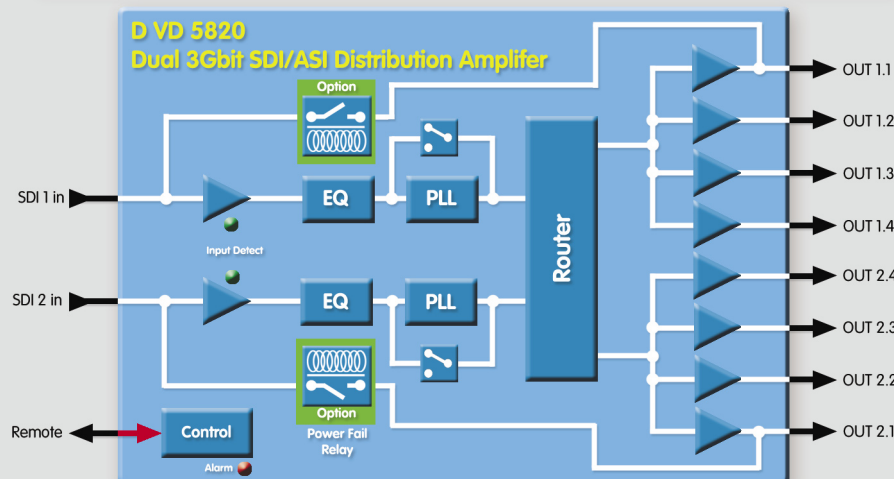 D VD 5820
Dual 3Gbit SDI/ASI Distribution Amplifer
Option
OUT 1.1
OUT 1.2
OUT 1.3
OUT 1.4
SDI 1 in
EQ
PLL
Input Detect
Router
SDI 2 in
EQ
PLL
OUT 2.4
OUT 2.3
OUT 2.2
OUT 2.1
Option
Power Fail
Relay
Remote
Control
Alarm